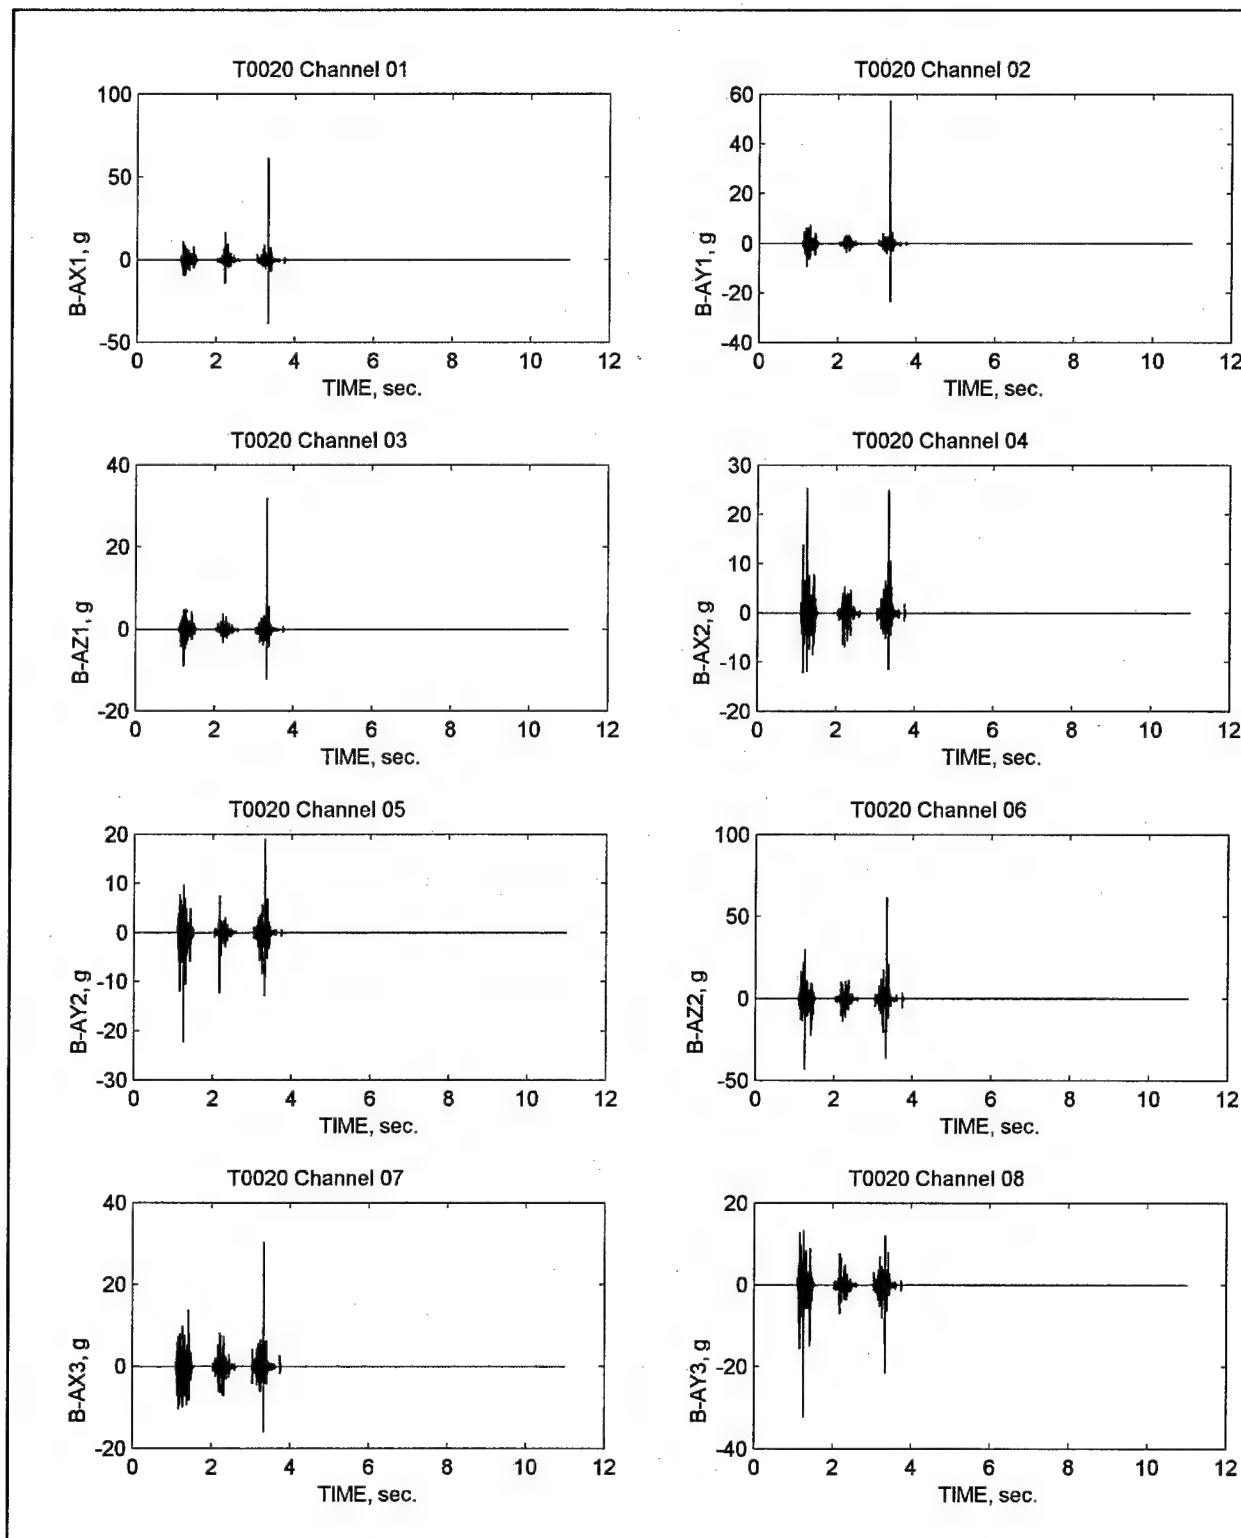 T0020 Channel 01
100
50
0
-50
B-AX1, g
0 2 4 6 8 10 12
TIME, sec.
T0020 Channel 02
60
40
20
0
-20
-40
B-AY1, g
0 2 4 6 8 10 12
TIME, sec.
T0020 Channel 03
40
20
0
-20
B-AZ1, g
0 2 4 6 8 10 12
TIME, sec.
T0020 Channel 04
30
20
10
0
-10
-20
B-AX2, g
0 2 4 6 8 10 12
TIME, sec.
T0020 Channel 05
20
10
0
-10
-20
-30
B-AY2, g
0 2 4 6 8 10 12
TIME, sec.
T0020 Channel 06
100
50
0
-50
B-AZ2, g
0 2 4 6 8 10 12
TIME, sec.
T0020 Channel 07
40
20
0
-20
B-AX3, g
0 2 4 6 8 10 12
TIME, sec.
T0020 Channel 08
20
0
-20
-40
B-AY3, g
0 2 4 6 8 10 12
TIME, sec.